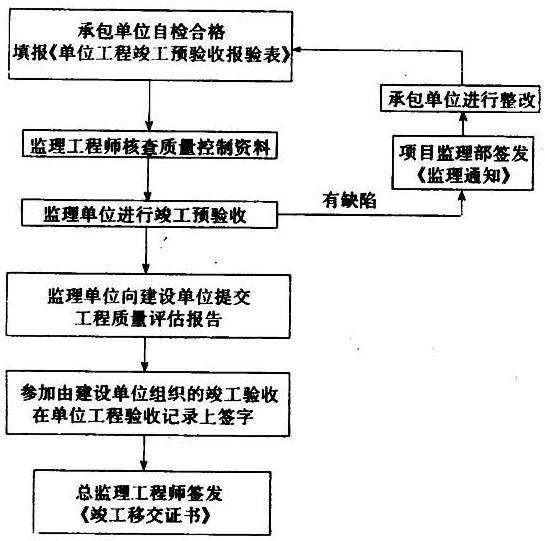 承包单位自检合格
填报《单位工程竣工预验收报验表》
承包单位进行整改
监理工程师核查质量控制资料
项目监理部签发
《监理通知》
有缺陷
监理单位进行竣工预验收
监理单位向建设单位提交
工程质量评估报告
参加由建设单位组织的竣工验收
在单位工程验收记录上签字
总监理工程师签发
《竣工移交证书》